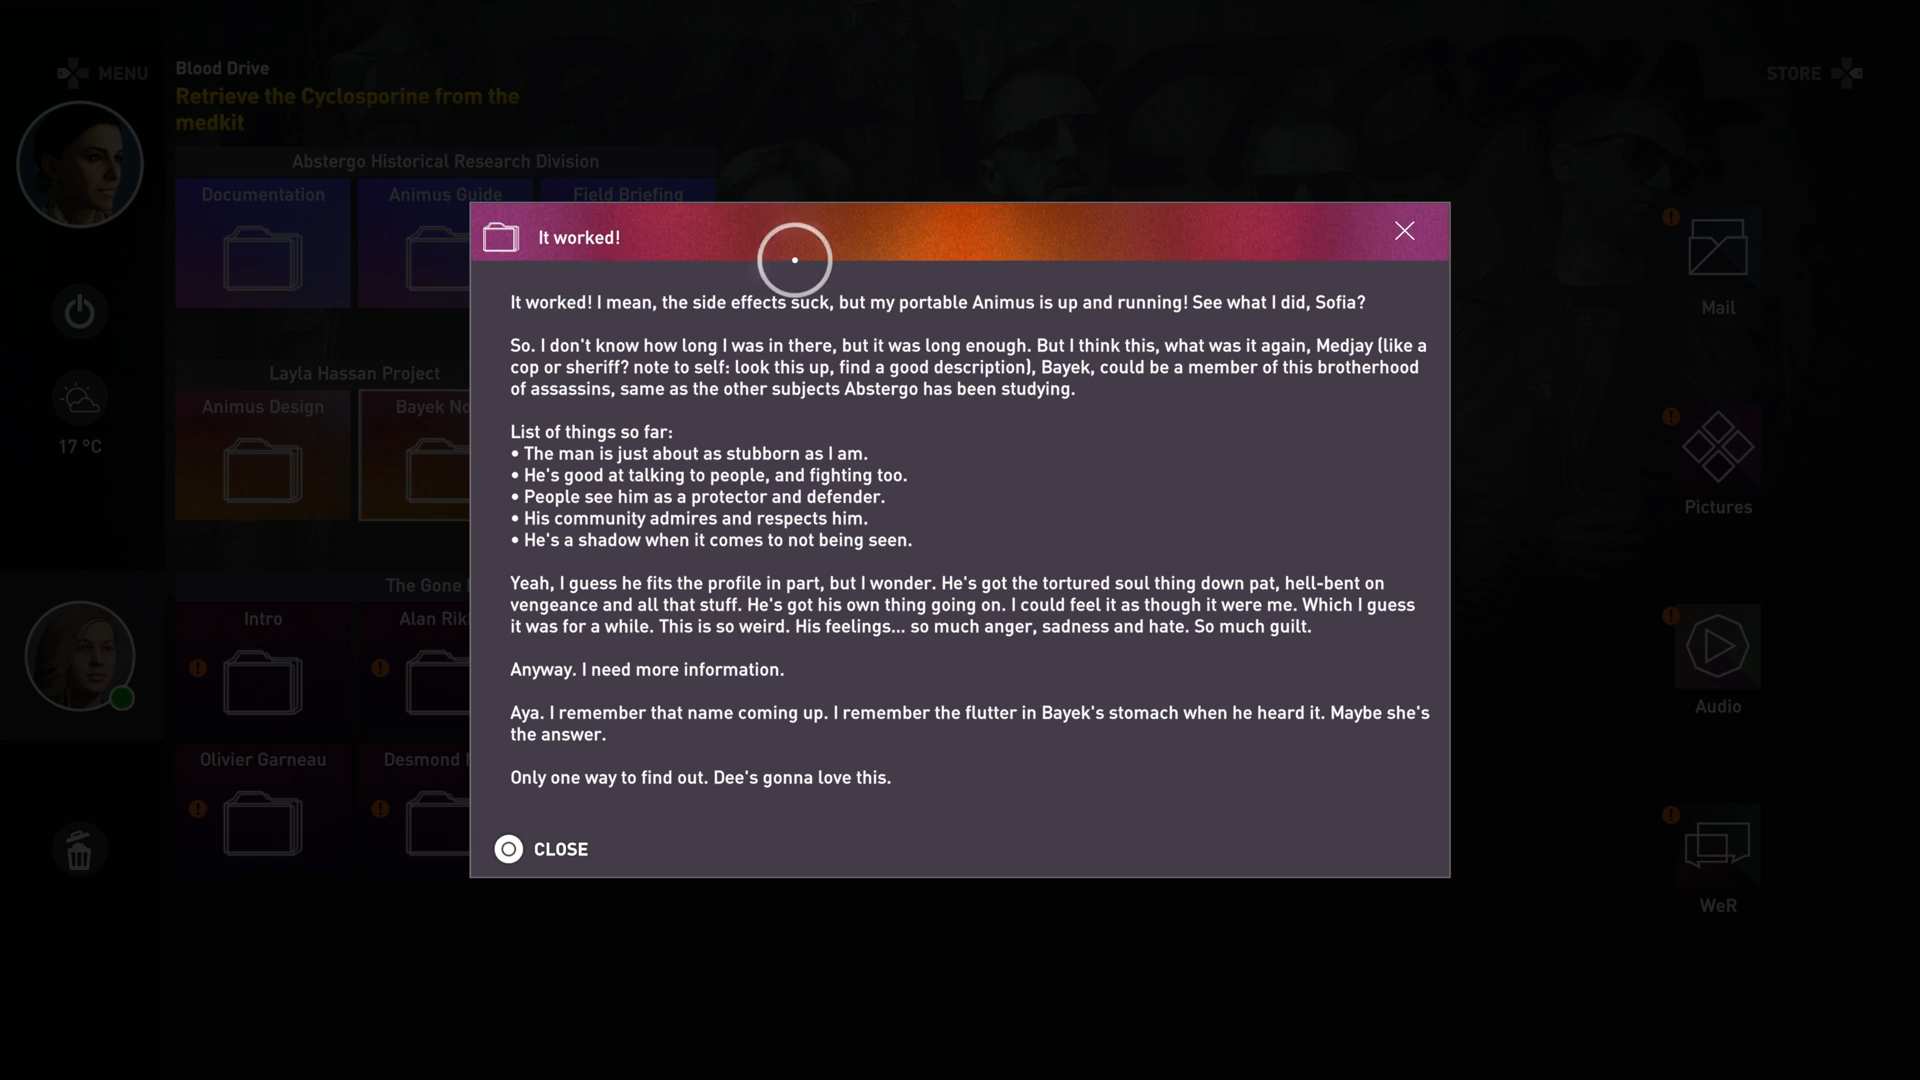 MENU
Blood Drive
Retrieve the Cyclosporine from the
medkit
STORE
Abstergo Historical Research Division
Documentation
Animus Guide
Field Briefing
Layla Hassan Project
Animus Design
Bayek No
17 °C
The Gone
Intro
Alan Rik
Olivier Garneau
Desmond
Mail
Pictures
Audio
WeR
It worked!
It worked! I mean, the side effects suck, but my portable Animus is up and running! See what I did, Sofia?
So. I don't know how long I was in there, but it was long enough. But I think this, what was it again, Medjay (like a
cop or sheriff? note to self: look this up, find a good description), Bayek, could be a member of this brotherhood
of assassins, same as the other subjects Abstergo has been studying.
List of things so far:
• The man is just about as stubborn as I am.
• He's good at talking to people, and fighting too.
• People see him as a protector and defender.
• His community admires and respects him.
• He's a shadow when it comes to not being seen.
Yeah, I guess he fits the profile in part, but I wonder. He's got the tortured soul thing down pat, hell-bent on
vengeance and all that stuff. He's got his own thing going on. I could feel it as though it were me. Which I guess
it was for a while. This is so weird. His feelings... so much anger, sadness and hate. So much guilt.
Anyway. I need more information.
Aya. I remember that name coming up. I remember the flutter in Bayek's stomach when he heard it. Maybe she's
the answer.
Only one way to find out. Dee's gonna love this.
CLOSE